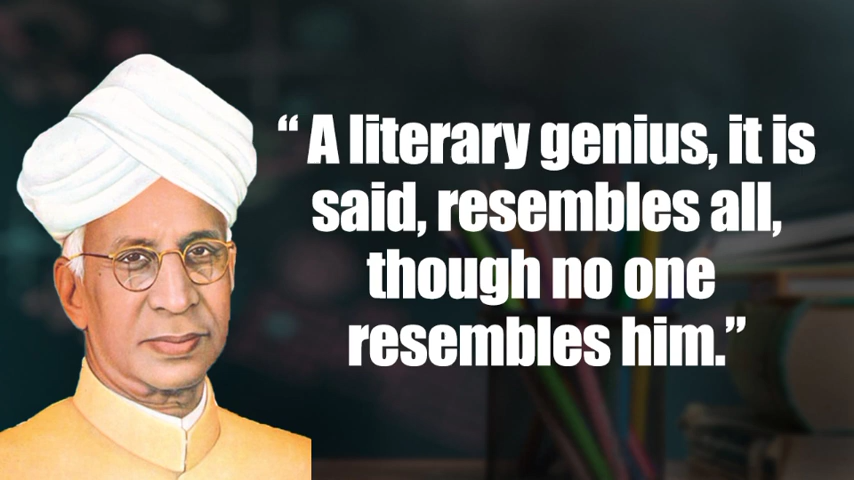 “ A literary genius, it is
said, resembles all,
though no one
resembles him.”